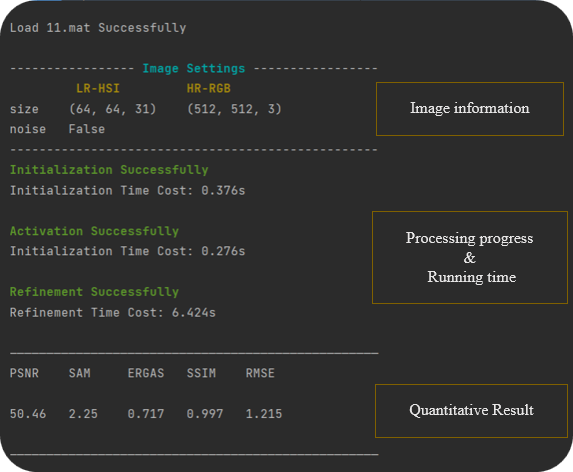 Load 11.mat Successfully
----------------- Image Settings -----------------
LR-HSI HR-RGB
size (64, 64, 31) (512, 512, 3)
noise False
--------------------------------------------------
Image information
Initialization Successfully
Initialization Time Cost: 0.376s
Activation Successfully
Initialization Time Cost: 0.276s
Refinement Successfully
Refinement Time Cost: 6.424s
Processing progress
&
Running time
PSNR SAM ERGAS SSIM RMSE
50.46 2.25 0.717 0.997 1.215
Quantitative Result